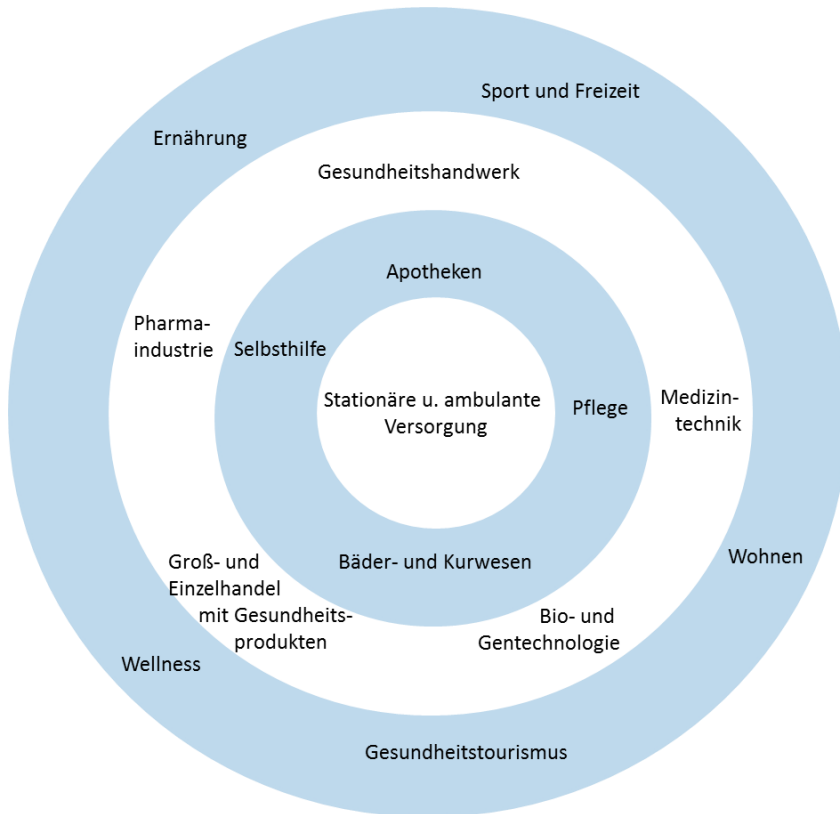 Sport und Freizeit
Ernährung
Gesundheitshandwerk
Apotheken
Pharma-
industrie
Selbsthilfe
Stationäre u. ambulante
Versorgung
Pflege
Medizin-
technik
Groß- und
Einzelhandel
mit Gesundheits-
produkten
Bäder- und Kurwesen
Wohnen
Bio- und
Gentechnologie
Wellness
Gesundheitstourismus